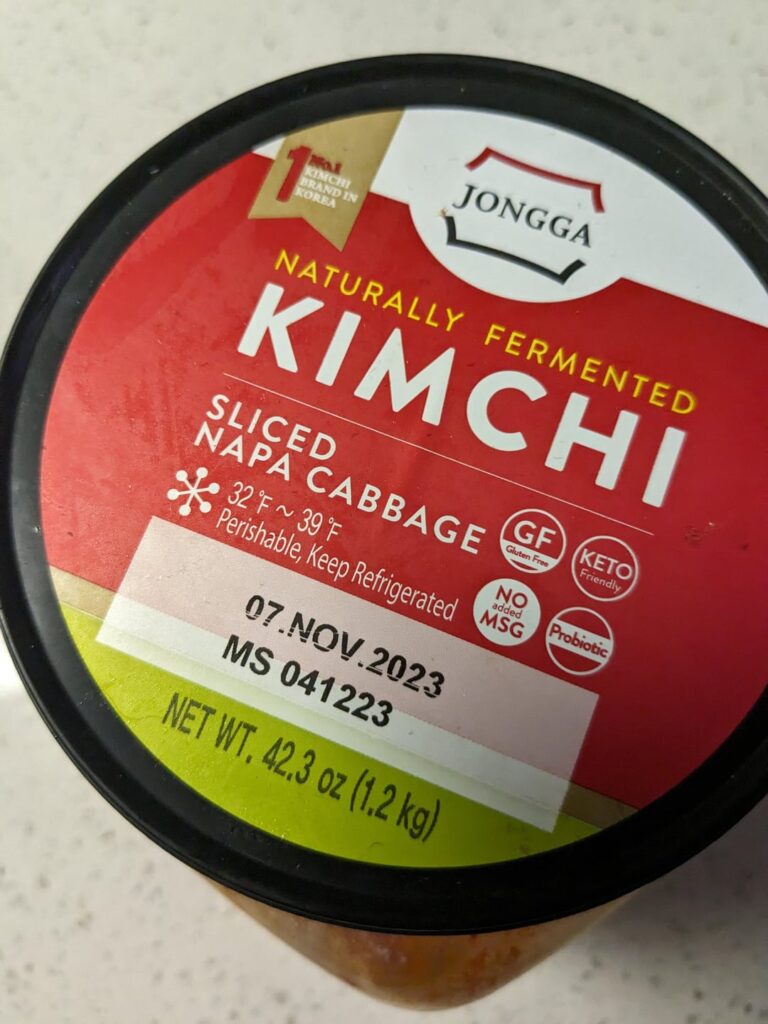 1 No.1
KIMCHI
BRAND IN
KOREA
JONGGA
NATURALLY FERMENTED
KIMCHI
SLICED
NAPA CABBAGE
32 °F ~ 39 °F
Perishable, Keep Refrigerated
GF
Gluten Free
KETO
Friendly
NO
added
MSG
Probiotic
07.NOV.2023
MS 041223
NET WT. 42.3 oz (1.2 kg)